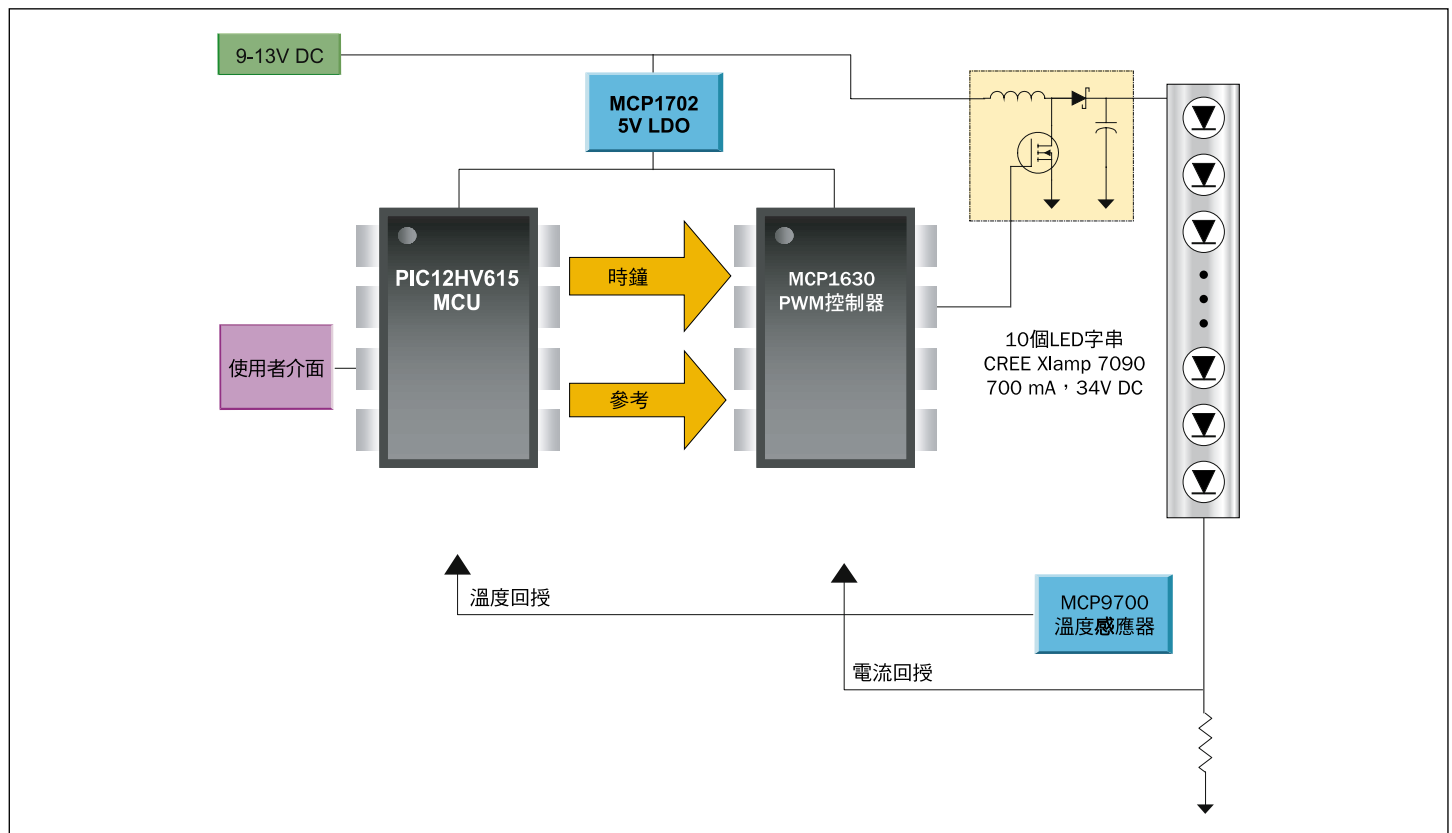 9-13V DC
MCP1702
5V LDO
PIC12HV615
MCU
時鐘
MCP1630
PWM控制器
使用者介面
參考
10個LED字串
CREE Xlamp 7090
700 mA，34V DC
溫度回授
MCP9700
溫度感應器
電流回授